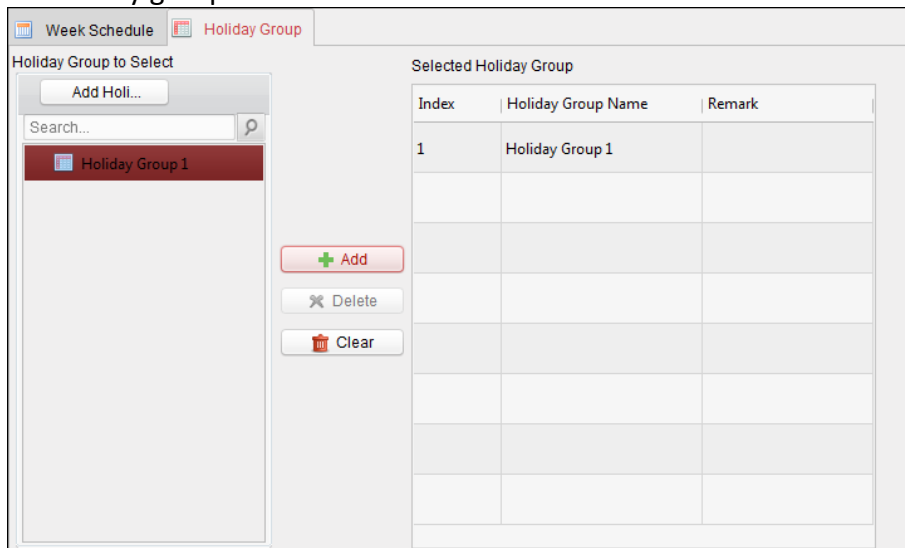 Week Schedule Holiday Group
Holiday Group to Select
Add Holi...
Search...
Holiday Group 1
Add
Delete
Clear
Selected Holiday Group
Index Holiday Group Name Remark
1 Holiday Group 1